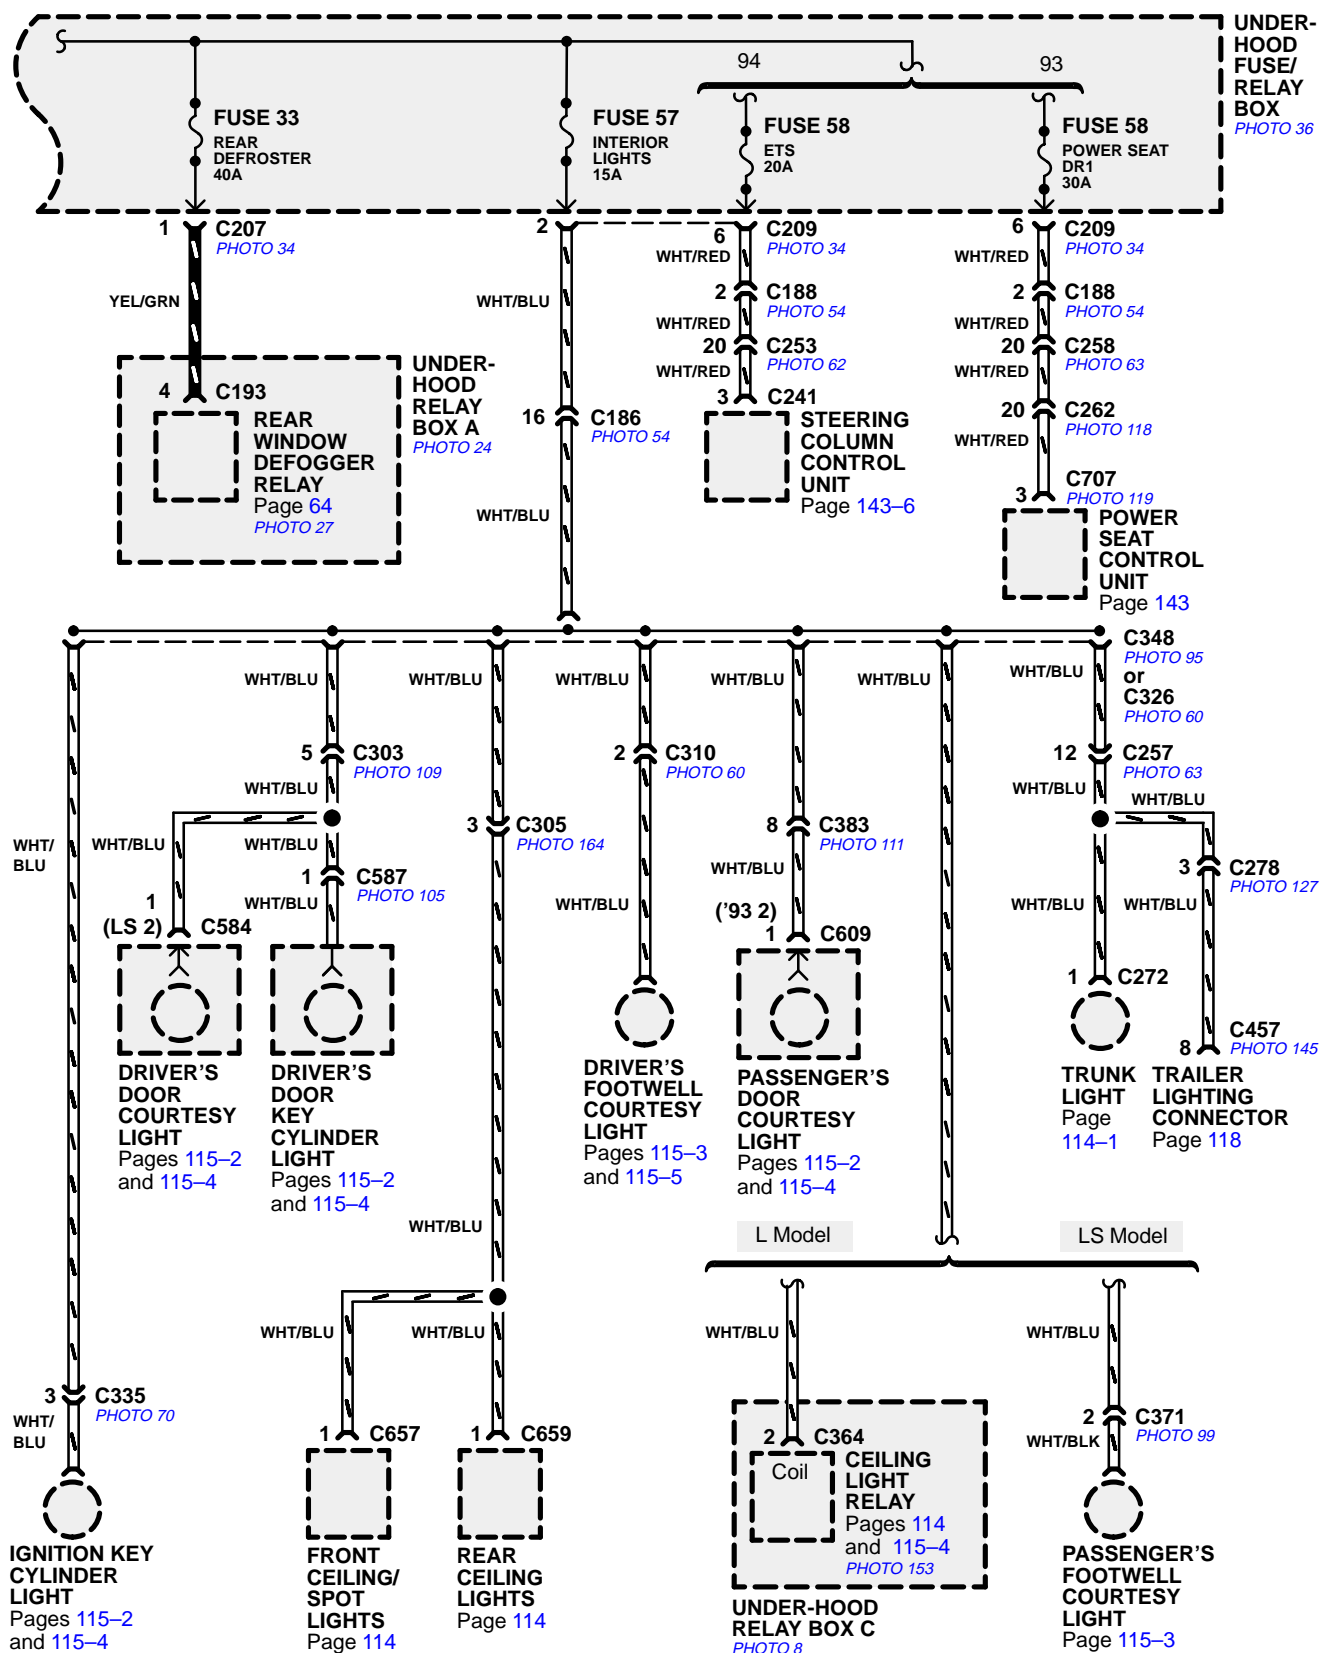 UNDER-
HOOD
FUSE/
RELAY
BOX
PHOTO 36
94
93
FUSE 33
REAR
DEFROSTER
40A
FUSE 57
INTERIOR
LIGHTS
15A
FUSE 58
ETS
20A
FUSE 58
POWER SEAT
DR1
30A
1
C207
PHOTO 34
2
6
C209
PHOTO 34
6
C209
PHOTO 34
WHT/RED
WHT/RED
YEL/GRN
WHT/BLU
2
C188
PHOTO 54
2
C188
PHOTO 54
WHT/RED
WHT/RED
20
C253
PHOTO 62
20
C258
PHOTO 63
WHT/RED
WHT/RED
UNDER-
HOOD
RELAY
BOX A
PHOTO 24
4
C193
REAR
WINDOW
DEFOGGER
RELAY
Page 64
PHOTO 27
16
C186
PHOTO 54
WHT/BLU
3
C241
STEERING
COLUMN
CONTROL
UNIT
Page 143–6
20
C262
PHOTO 118
WHT/RED
3
C707
PHOTO 119
POWER
SEAT
CONTROL
UNIT
Page 143
C348
PHOTO 95
or
C326
PHOTO 60
WHT/BLU
WHT/BLU
WHT/BLU
WHT/BLU
WHT/BLU
WHT/BLU
5
C303
PHOTO 109
2
C310
PHOTO 60
12
C257
PHOTO 63
WHT/BLU
WHT/BLU
WHT/BLU
WHT/
BLU
WHT/BLU
WHT/BLU
3
C305
PHOTO 164
8
C383
PHOTO 111
1
C587
PHOTO 105
WHT/BLU
3
C278
PHOTO 127
1
(LS 2)
C584
WHT/BLU
WHT/BLU
('93 2)
1
C609
WHT/BLU
WHT/BLU
1
C272
8
C457
PHOTO 145
DRIVER'S
DOOR
COURTESY
LIGHT
Pages 115–2
and 115–4
DRIVER'S
DOOR
KEY
CYLINDER
LIGHT
Pages 115–2
and 115–4
DRIVER'S
FOOTWELL
COURTESY
LIGHT
Pages 115–3
and 115–5
PASSENGER'S
DOOR
COURTESY
LIGHT
Pages 115–2
and 115–4
TRUNK
LIGHT
Page
114–1
TRAILER
LIGHTING
CONNECTOR
Page 118
WHT/BLU
L Model
LS Model
WHT/BLU
WHT/BLU
WHT/BLU
WHT/BLU
3
C335
PHOTO 70
WHT/
BLU
1
C657
1
C659
2
C364
Coil
CEILING
LIGHT
RELAY
Pages 114
and 115–4
PHOTO 153
2
C371
PHOTO 99
WHT/BLK
IGNITION KEY
CYLINDER
LIGHT
Pages 115–2
and 115–4
FRONT
CEILING/
SPOT
LIGHTS
Page 114
REAR
CEILING
LIGHTS
Page 114
UNDER-HOOD
RELAY BOX C
PHOTO 8
PASSENGER'S
FOOTWELL
COURTESY
LIGHT
Page 115–3